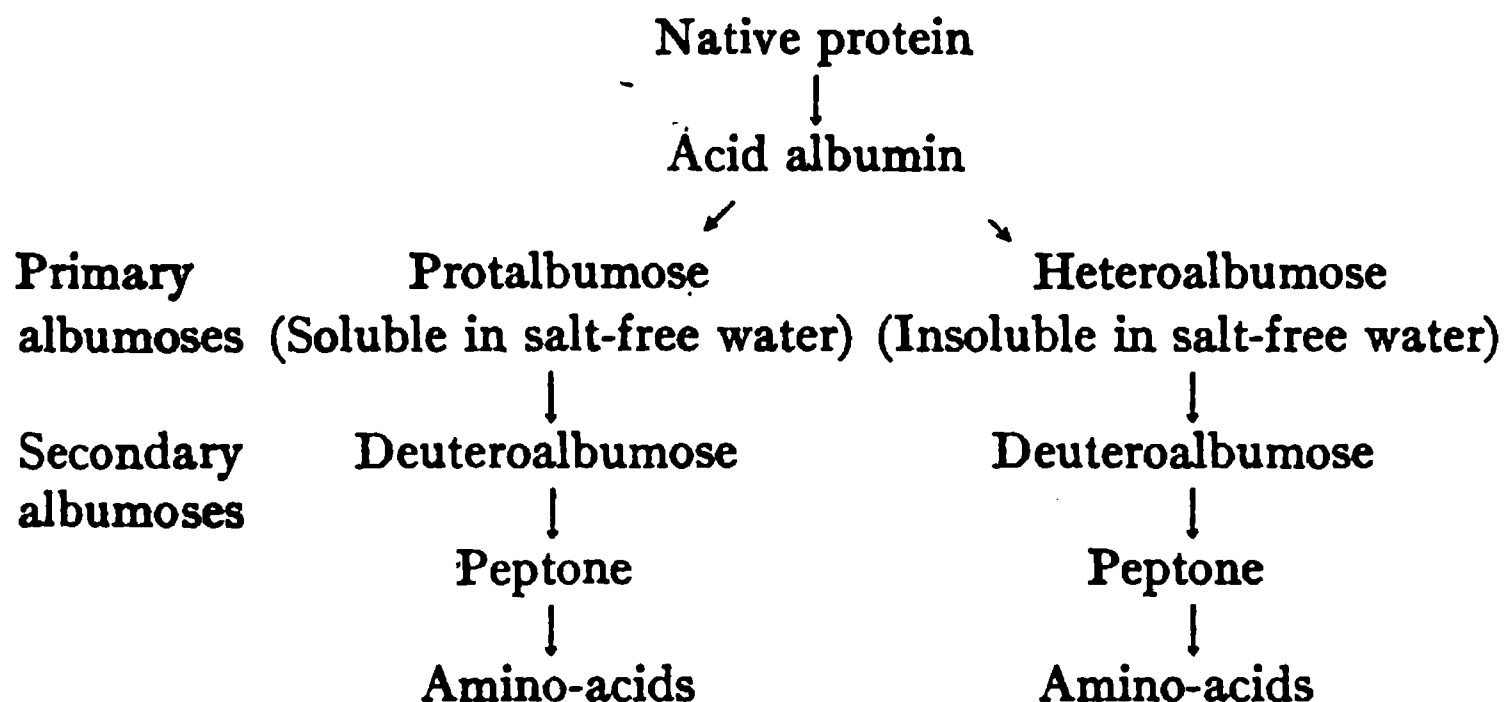 Native protein
Acid albumin
Primary Protalbumose Heteroalbumose
albumoses (Soluble in salt-free water) (Insoluble in salt-free water)
Secondary Deuteroalbumose Deuteroalbumose
albumoses
Peptone Peptone
Amino-acids Amino-acids